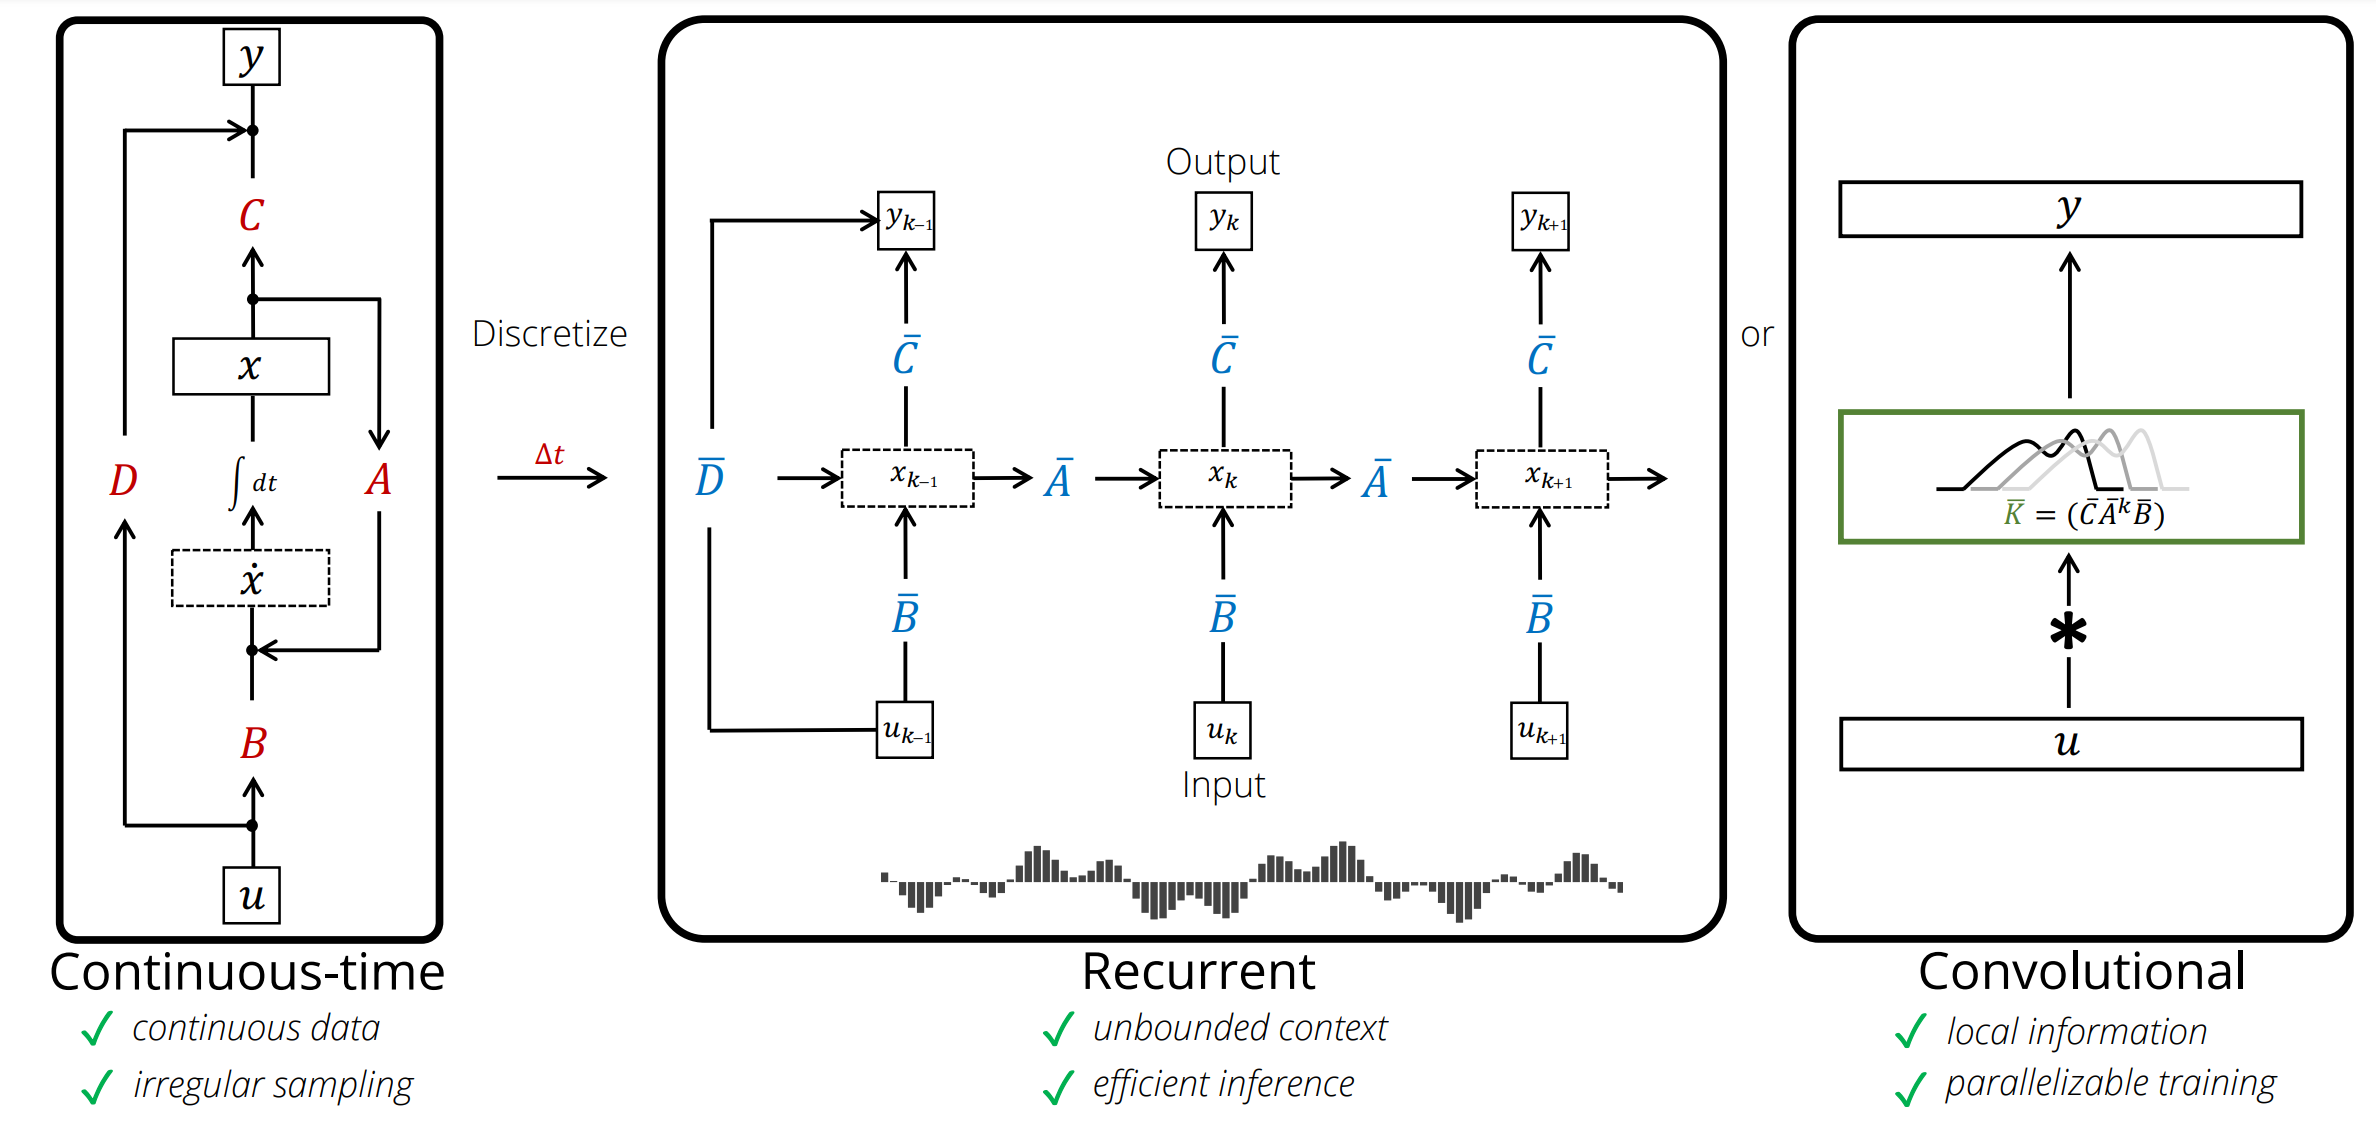 y
C
x
D
∫ dt
A
ẋ
B
u
Continuous-time
✓ continuous data
✓ irregular sampling
Discretize
Δt
Output
y_{k−1} y_k y_{k+1}
C̅ C̅ C̅
D̅ x_{k−1} A̅ x_k A̅ x_{k+1}
B̅ B̅ B̅
u_{k−1} u_k u_{k+1}
Input
Recurrent
✓ unbounded context
✓ efficient inference
or
y
K̅ = (C̅A̅ᵏB̅)
*
u
Convolutional
✓ local information
✓ parallelizable training